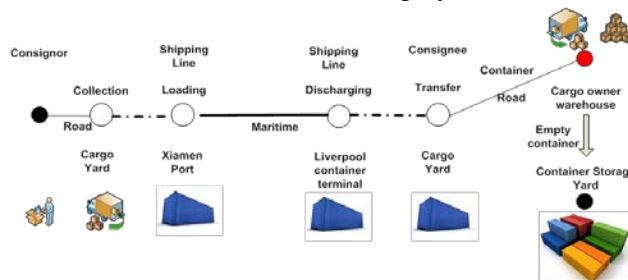 Consignor
Shipping
Line
Shipping
Line
Consignee
Collection
Loading
Discharging
Transfer
Container
Road
Road
Maritime
Cargo owner
warehouse
Empty
container
Cargo
Yard
Xiamen
Port
Liverpool
container
terminal
Cargo
Yard
Container Storage
Yard